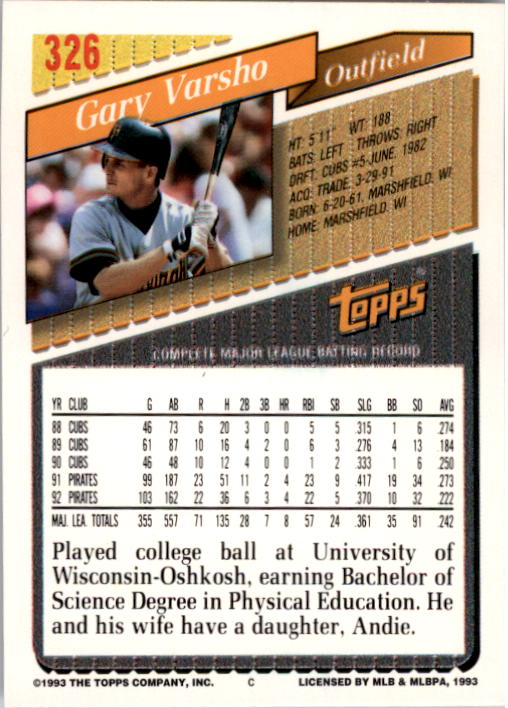 326
Gary Varsho
Outfield
HT: 5'11" WT: 188
BATS: LEFT THROWS: RIGHT
DRFT: CUBS #5-JUNE, 1982
ACQ: TRADE, 3-29-91
BORN: 6-20-61, MARSHFIELD, WI
HOME: MARSHFIELD, WI
topps
COMPLETE MAJOR LEAGUE BATTING RECORD
YR CLUB G AB R H 2B 3B HR RBI SB SLG BB SO AVG
88 CUBS 46 73 6 20 3 0 0 5 5 .315 1 6 .274
89 CUBS 61 87 10 16 4 2 0 6 3 .276 4 13 .184
90 CUBS 46 48 10 12 4 0 0 1 2 .333 1 6 .250
91 PIRATES 99 187 23 51 11 2 4 23 9 .417 19 34 .273
92 PIRATES 103 162 22 36 6 3 4 22 5 .370 10 32 .222
MAJ. LEA. TOTALS 355 557 71 135 28 7 8 57 24 .361 35 91 .242
Played college ball at University of
Wisconsin-Oshkosh, earning Bachelor of
Science Degree in Physical Education. He
and his wife have a daughter, Andie.
©1993 THE TOPPS COMPANY, INC. C LICENSED BY MLB & MLBPA, 1993